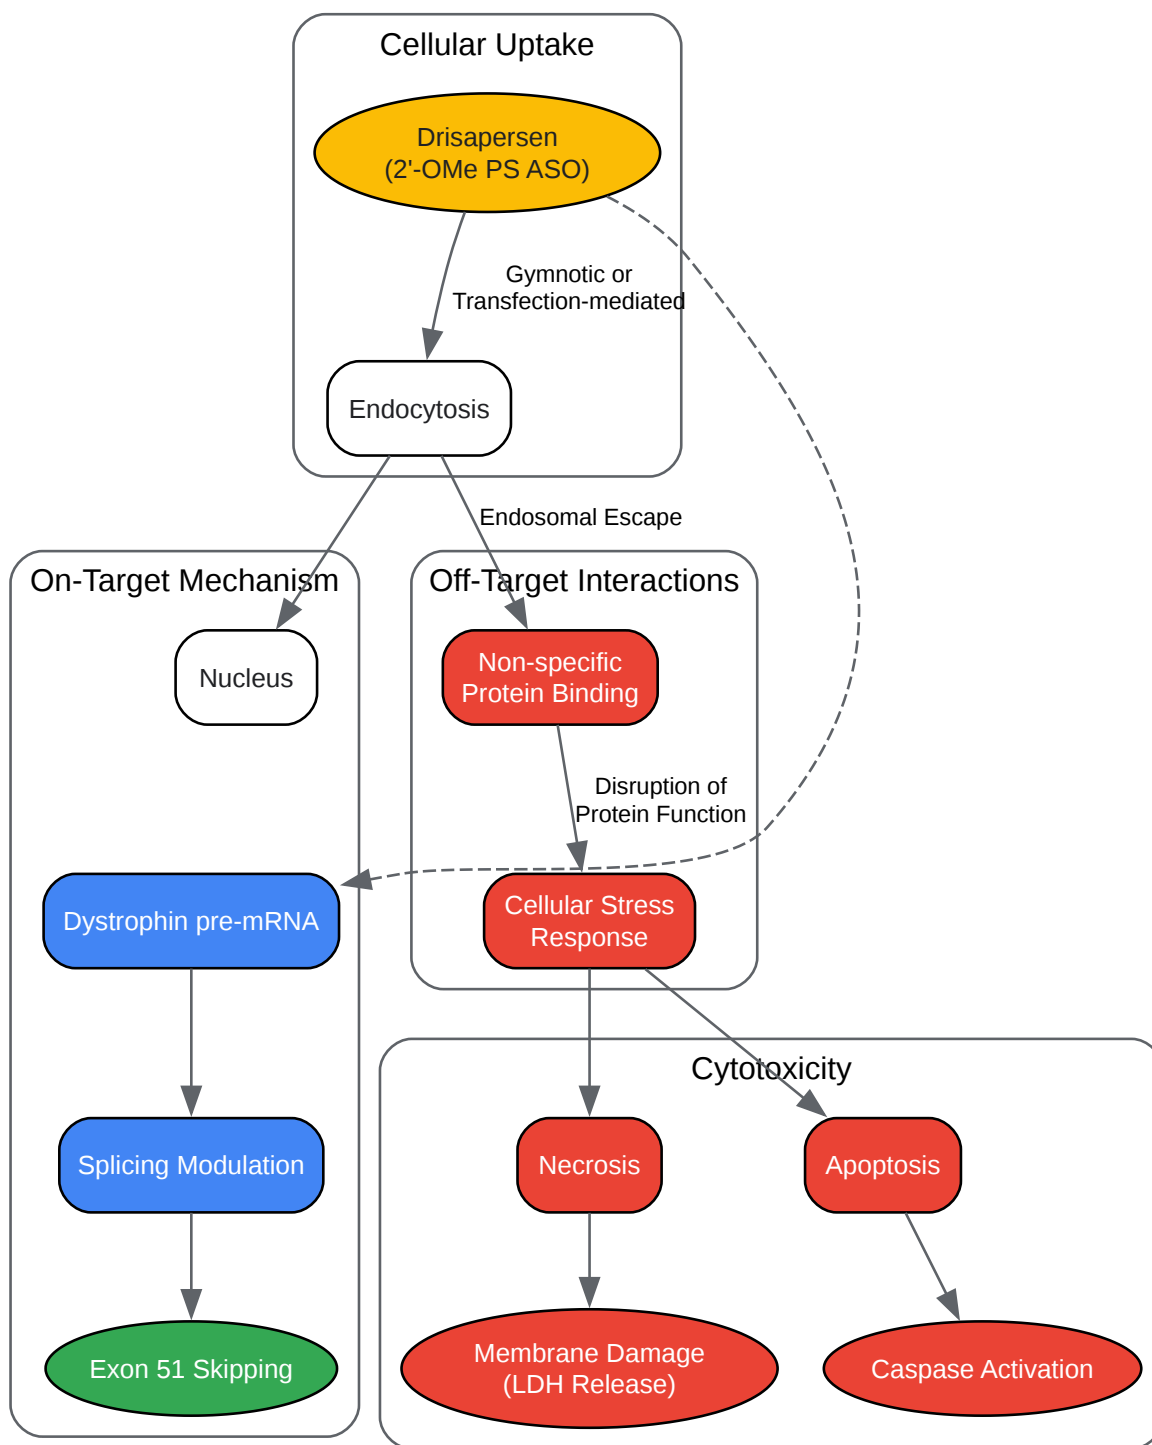 Cellular Uptake
Drisapersen
(2'-OMe PS ASO)
Gymnotic or
Transfection-mediated
Endocytosis
Endosomal Escape
On-Target Mechanism
Off-Target Interactions
Nucleus
Non-specific
Protein Binding
Disruption of
Protein Function
Dystrophin pre-mRNA
Cellular Stress
Response
Cytotoxicity
Splicing Modulation
Necrosis
Apoptosis
Exon 51 Skipping
Membrane Damage
(LDH Release)
Caspase Activation